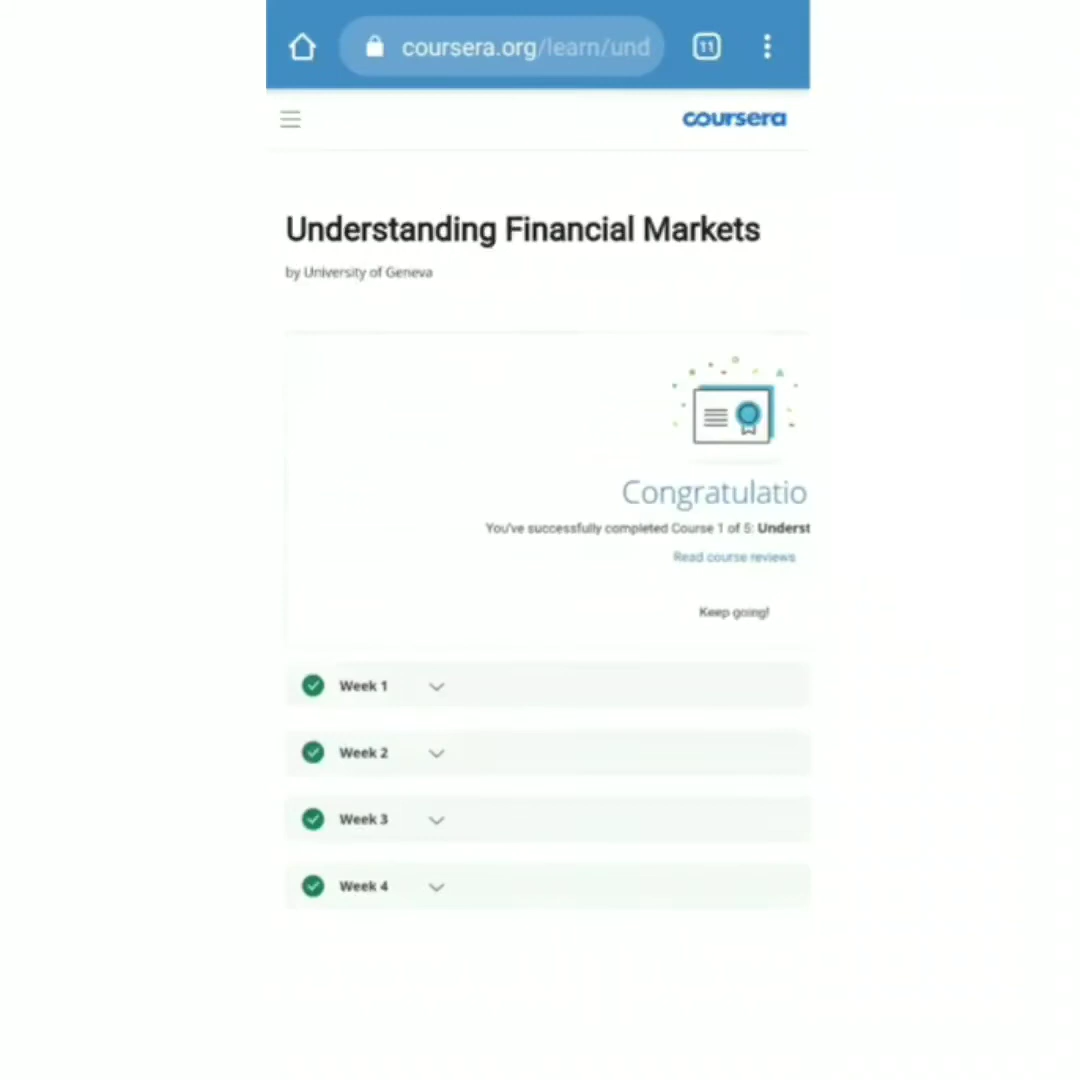 coursera.org/learn/und
11
coursera
Understanding Financial Markets
by University of Geneva
Congratulatio
You've successfully completed Course 1 of 5: Underst
Read course reviews
Keep going!
Week 1
Week 2
Week 3
Week 4